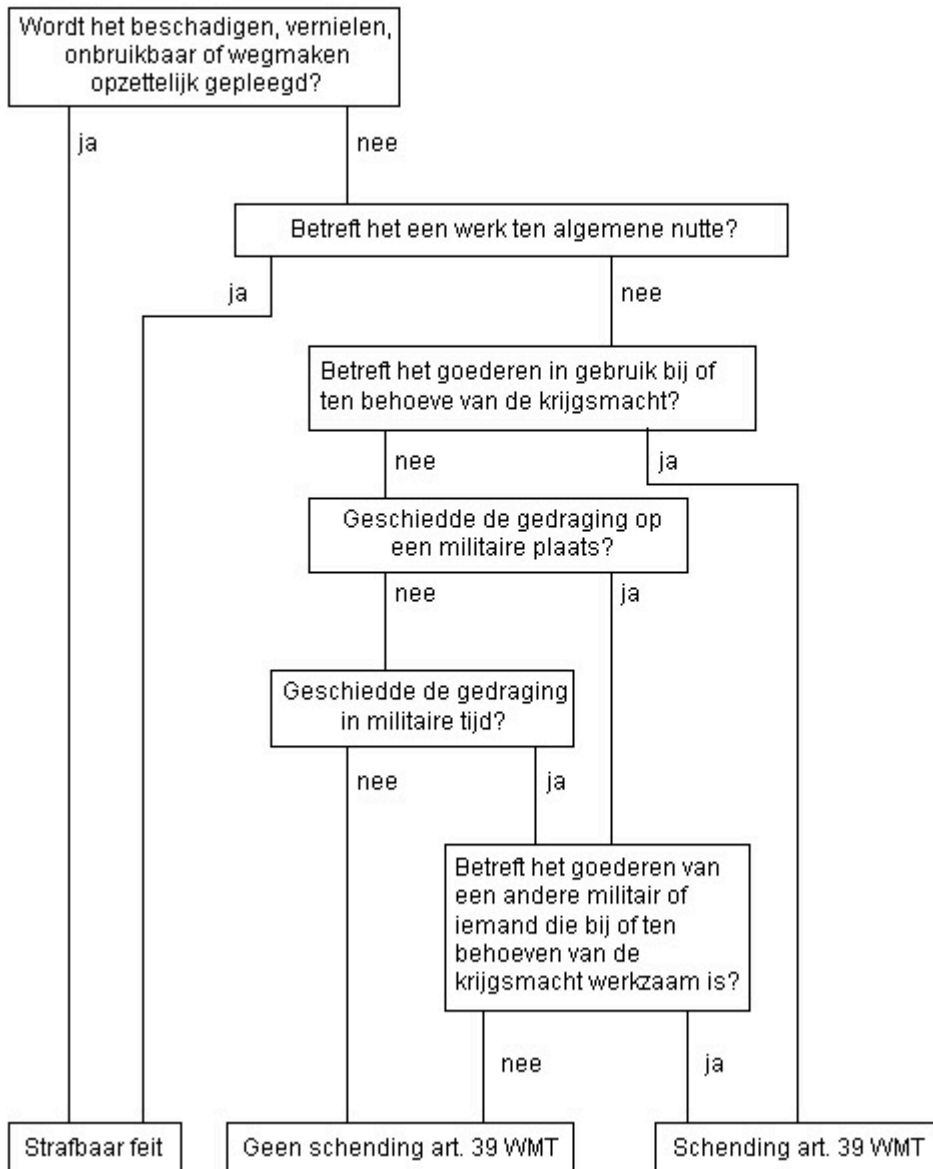 Wordt het beschadigen, vernielen,
onbruikbaar of wegmaken
opzettelijk gepleegd?
ja
nee
Betreft het een werk ten algemene nutte?
ja
nee
Betreft het goederen in gebruik bij of
ten behoeve van de krijgsmacht?
nee
ja
Geschiedde de gedraging op
een militaire plaats?
nee
ja
Geschiedde de gedraging
in militaire tijd?
nee
ja
Betreft het goederen van
een andere militair of
iemand die bij of ten
behoeven van de
krijgsmacht werkzaam is?
nee
ja
Strafbaar feit
Geen schending art. 39 WMT
Schending art. 39 WMT